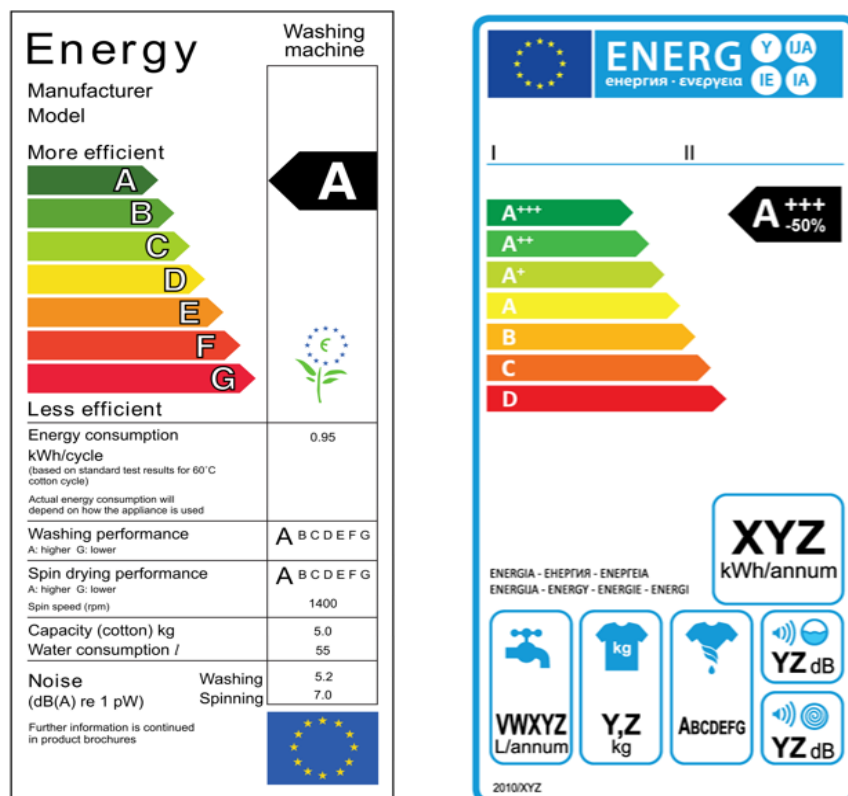 Energy
Washing
machine
Manufacturer
Model
More efficient
A
B
C
D
E
F
G
A
Less efficient
Energy consumption
0.95
kWh/cycle
(based on standard test results for 60˚C
cotton cycle)
Actual energy consumption will
depend on how the appliance is used
Washing performance
A B C D E F G
A: higher G: lower
Spin drying performance
A B C D E F G
A: higher G: lower
Spin speed (rpm)
1400
Capacity (cotton) kg
5.0
Water consumption l
55
Noise
(dB(A) re 1 pW)
Washing
5.2
Spinning
7.0
Further information is continued
in product brochures
ENERG
енергия · ενεργεια
Y IJA
IE IA
I II
A+++
A++
A+
A
B
C
D
A +++
-50%
XYZ
kWh/annum
ENERGIA - ЕНЕРГИЯ - ΕΝΕΡΓΕΙΑ
ENERGIJA - ENERGY - ENERGIE - ENERGI
VWXYZ
L/annum
kg
Y,Z
kg
ABCDEFG
YZ dB
YZ dB
2010/XYZ